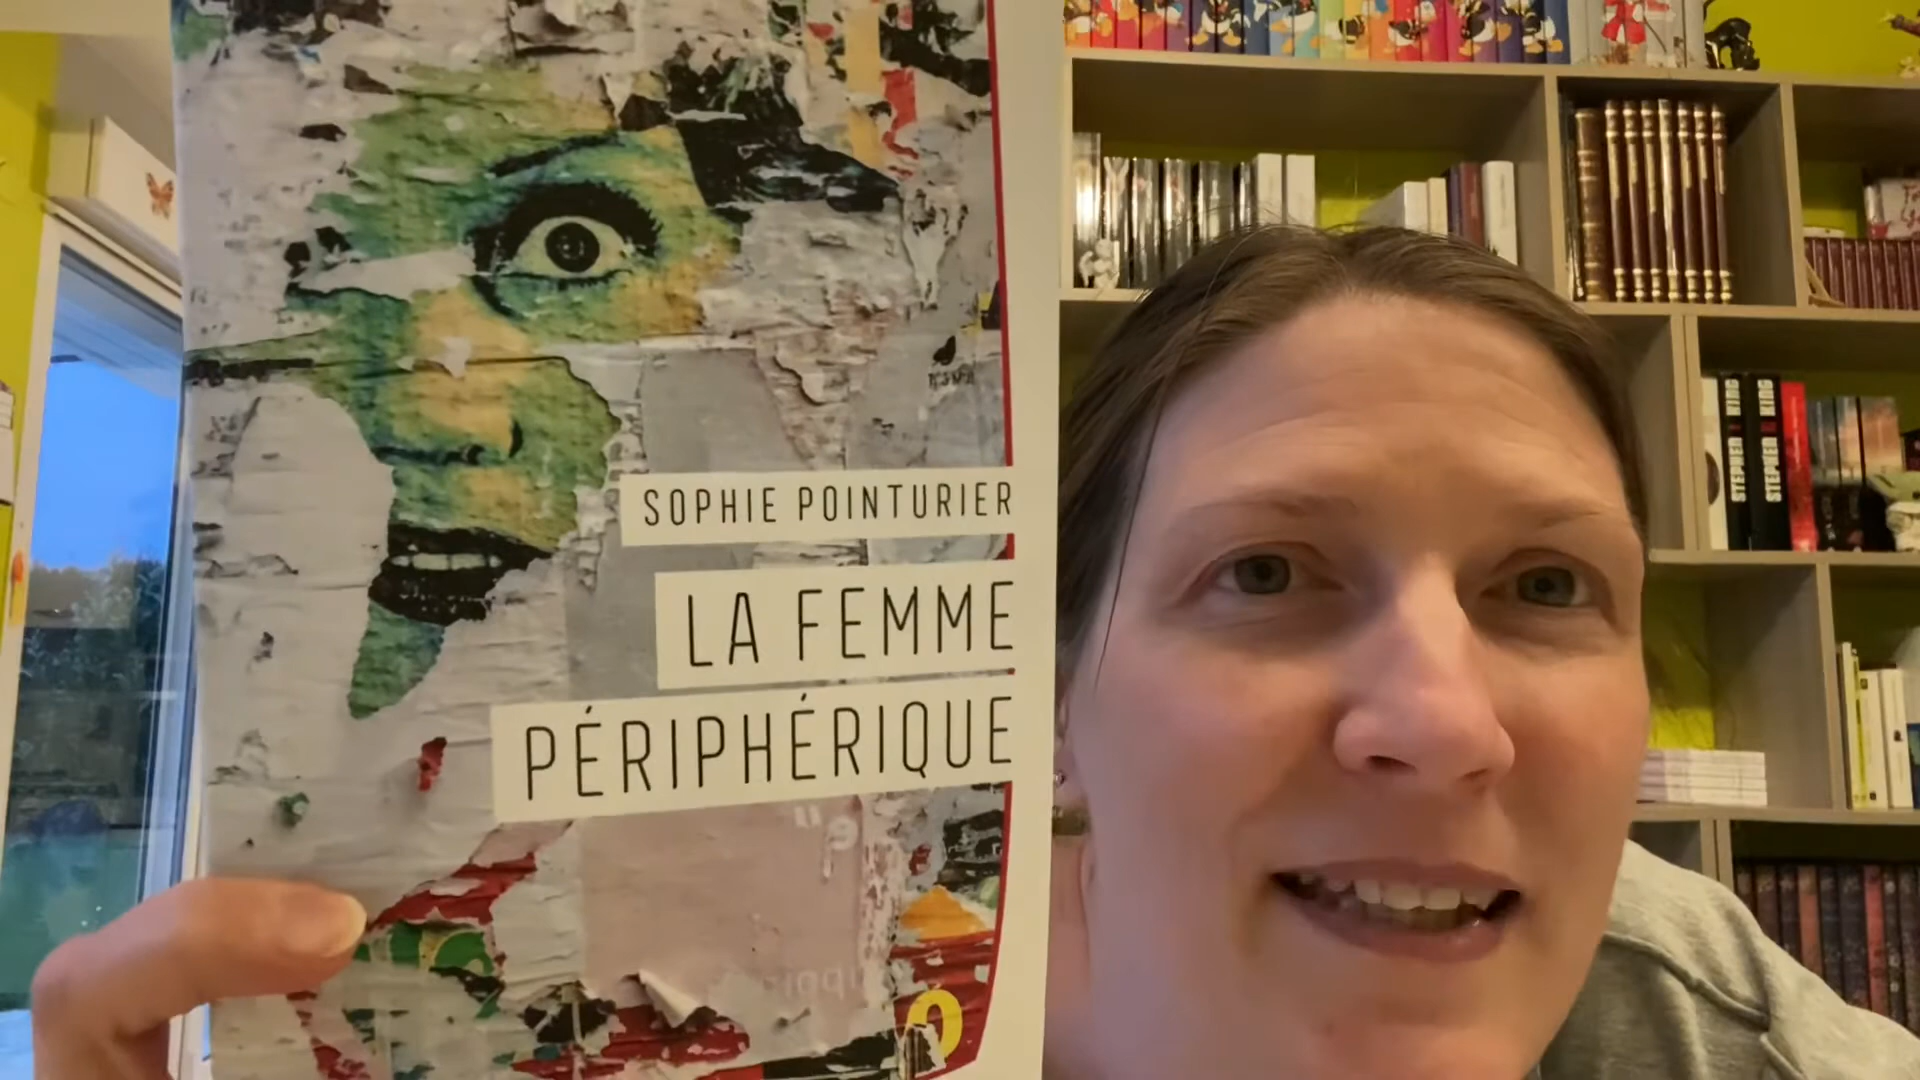 SOPHIE POINTURIER
LA FEMME
PÉRIPHÉRIQUE
STEPHEN KING
STEPHEN KING